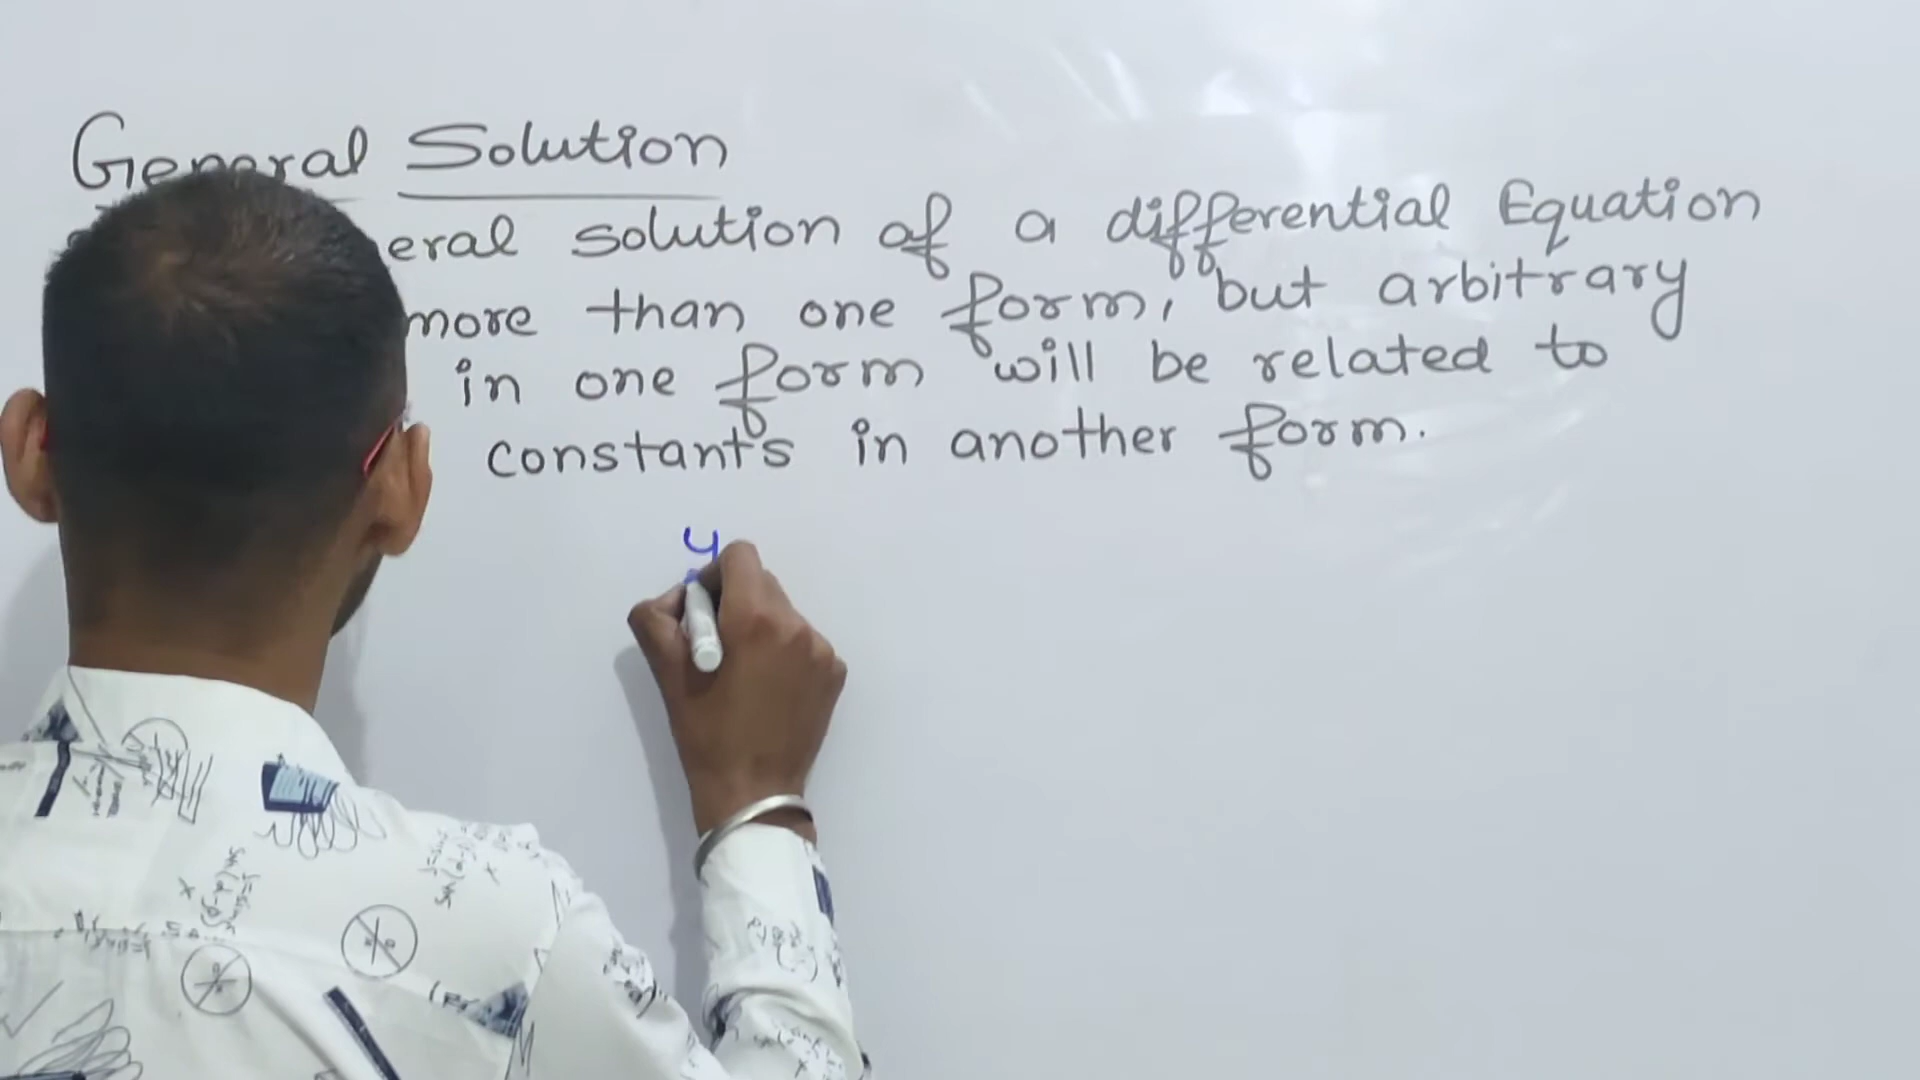 General Solution
eral solution of a differential Equation
more than one form, but arbitrary
in one form will be related to
constants in another form.
y